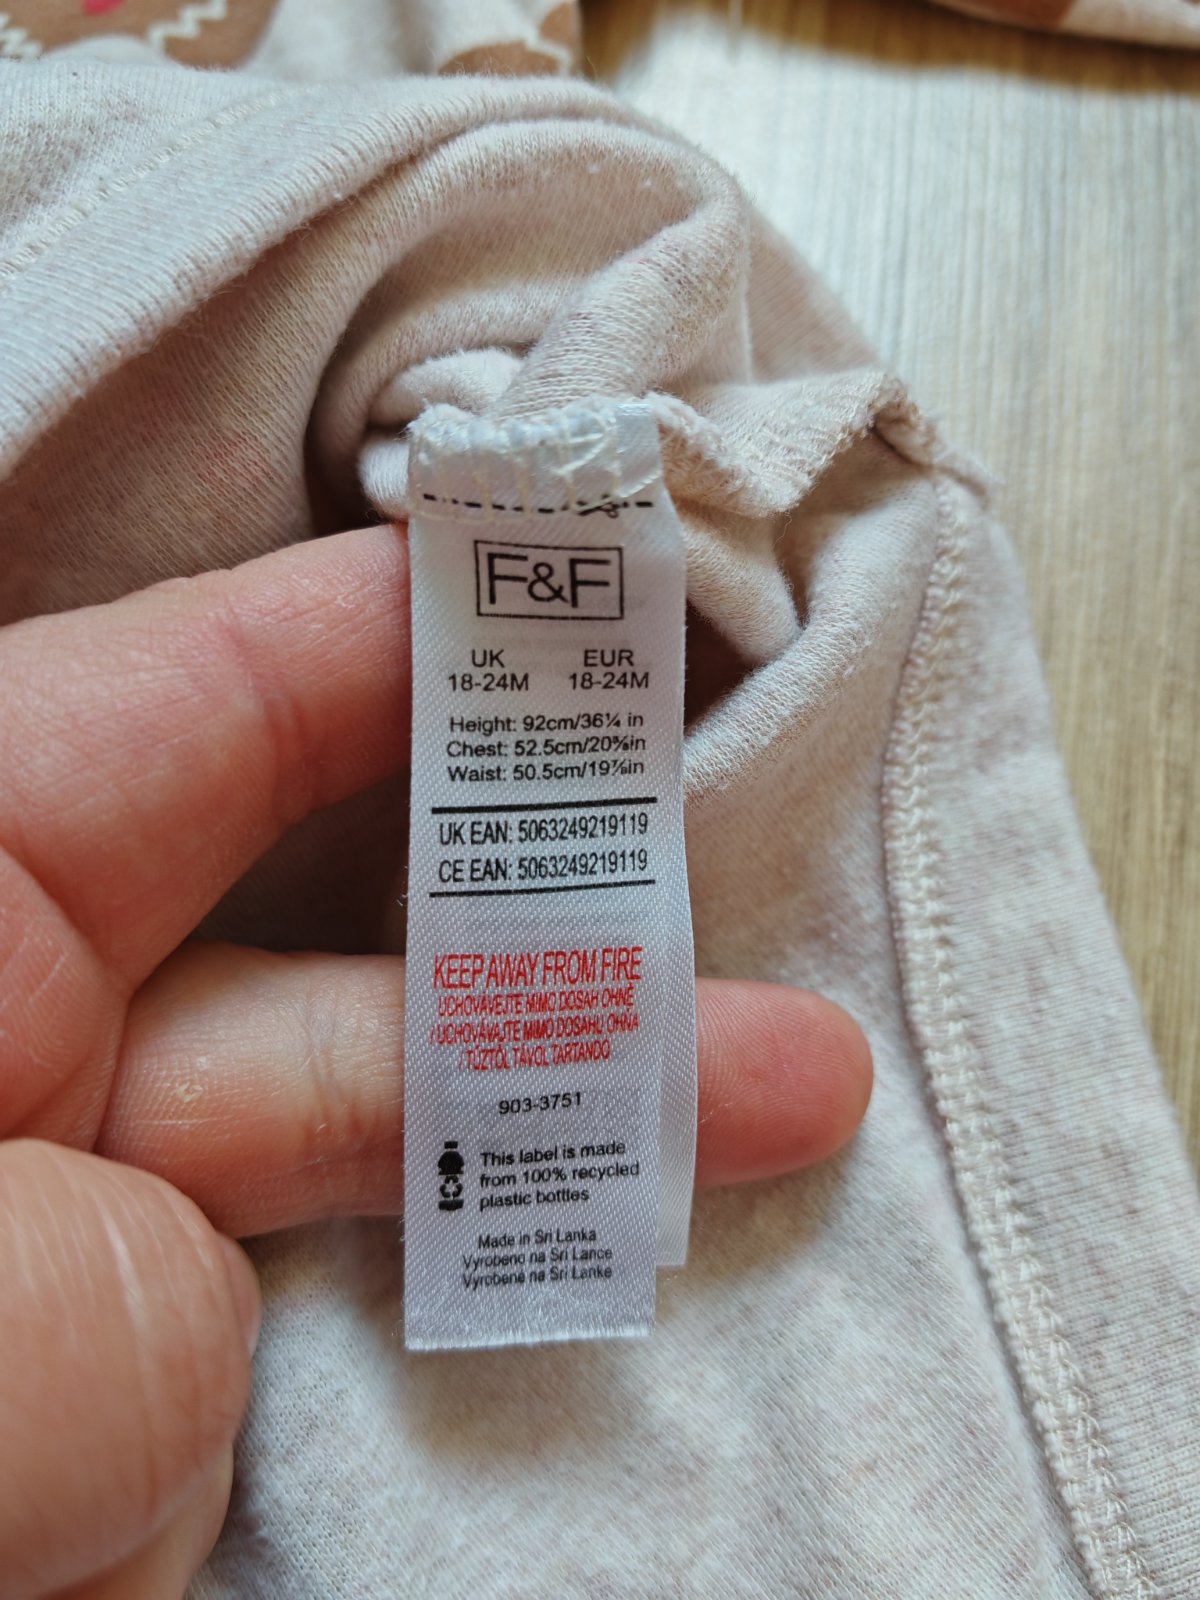 F&F
UK EUR
18-24M 18-24M
Height: 92cm/36¼ in
Chest: 52.5cm/20⅝in
Waist: 50.5cm/19⅞in
UK EAN: 5063249219119
CE EAN: 5063249219119
KEEP AWAY FROM FIRE
UCHOVÁVEJTE MIMO DOSAH OHNĚ
/ UCHOVÁVAJTE MIMO DOSAHU OHŇA
/ TŰZTŐL TÁVOL TARTANDÓ
903-3751
This label is made
from 100% recycled
plastic bottles
Made in Sri Lanka
Vyrobeno na Srí Lance
Vyrobené na Srí Lanke